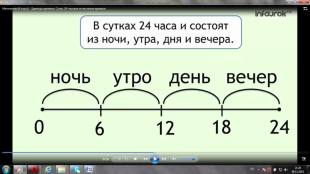 infourok
В сутках 24 часа и состоят
из ночи, утра, дня и вечера.
ночь утро день вечер
0 6 12 18 24